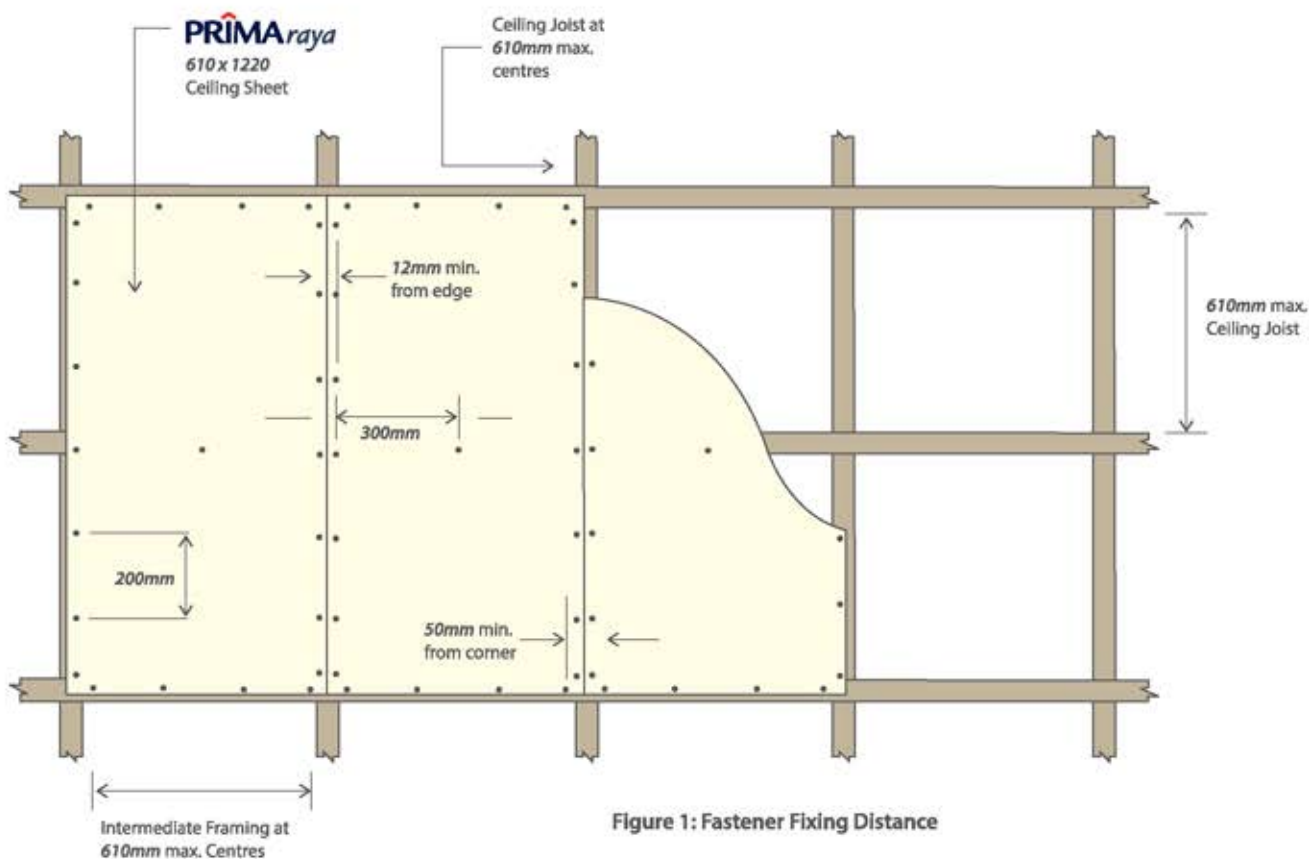 PRIMAraya
610 x 1220
Ceiling Sheet
Ceiling Joist at
610mm max.
centres
12mm min.
from edge
610mm max.
Ceiling Joist
300mm
200mm
50mm min.
from corner
Intermediate Framing at
610mm max. Centres
Figure 1: Fastener Fixing Distance